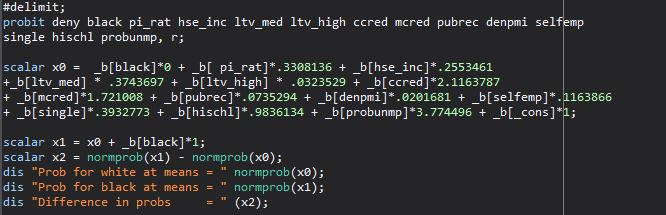 #delimit;
probit deny black pi_rat hse_inc ltv_med ltv_high ccred mcred pubrec denpmi selfemp
single hischl probunmp, r;
scalar x0 =  _b[black]*0 + _b[ pi_rat]*.3308136 + _b[hse_inc]*.2553461
+_b[ltv_med] * .3743697 + _b[ltv_high] * .0323529 + _b[ccred]*2.1163787
+ _b[mcred]*1.721008 + _b[pubrec]*.0735294 + _b[denpmi]*.0201681 + _b[selfemp]*.1163866
+ _b[single]*.3932773 + _b[hischl]*.9836134 + _b[probunmp]*3.774496 + _b[_cons]*1;
scalar x1 = x0 + _b[black]*1;
scalar x2 = normprob(x1) - normprob(x0);
dis "Prob for white at means = " normprob(x0);
dis "Prob for black at means = " normprob(x1);
dis "Difference in probs     = " (x2);